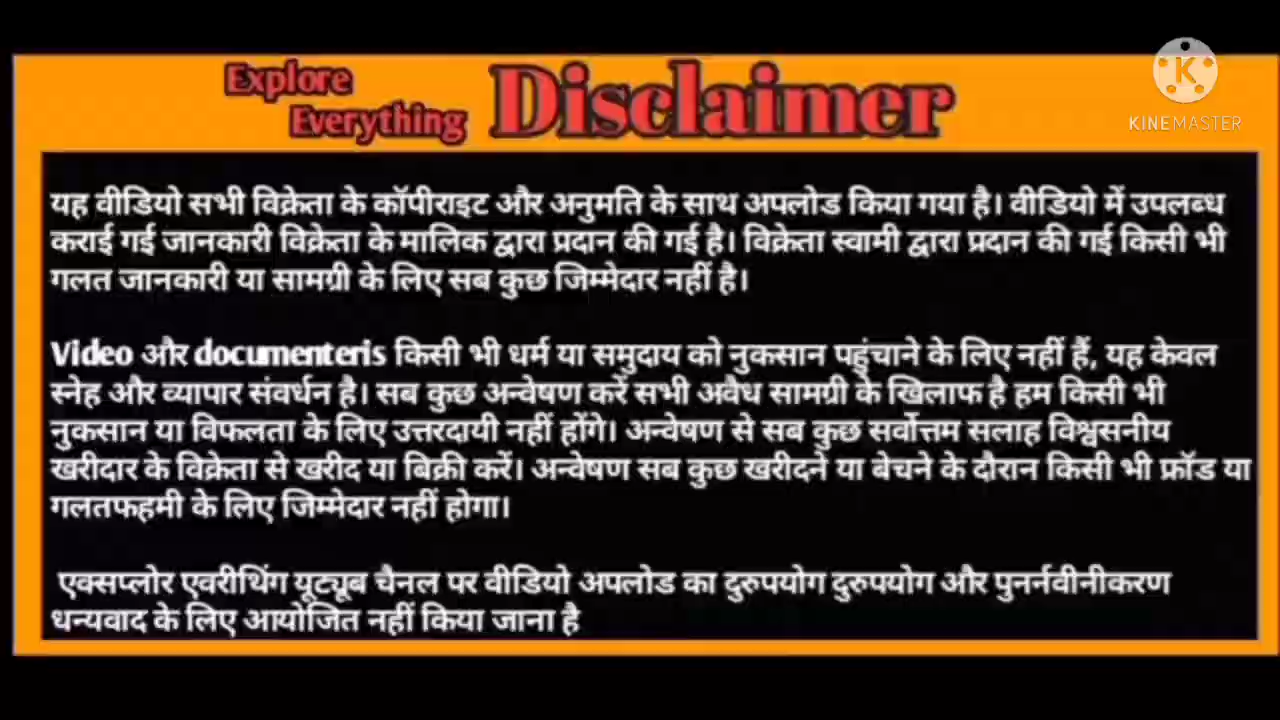 Explore
Everything
Disclaimer
KINEMASTER
यह वीडियो सभी विक्रेता के कॉपीराइट और अनुमति के साथ अपलोड किया गया है। वीडियो में उपलब्ध
कराई गई जानकारी विक्रेता के मालिक द्वारा प्रदान की गई है। विक्रेता स्वामी द्वारा प्रदान की गई किसी भी
गलत जानकारी या सामग्री के लिए सब कुछ जिम्मेदार नहीं है।
Video और documenteris किसी भी धर्म या समुदाय को नुकसान पहुंचाने के लिए नहीं हैं, यह केवल
स्नेह और व्यापार संवर्धन है। सब कुछ अन्वेषण करें सभी अवैध सामग्री के खिलाफ है हम किसी भी
नुकसान या विफलता के लिए उत्तरदायी नहीं होंगे। अन्वेषण से सब कुछ सर्वोत्तम सलाह विश्वसनीय
खरीदार के विक्रेता से खरीद या बिक्री करें। अन्वेषण सब कुछ खरीदने या बेचने के दौरान किसी भी फ्रॉड या
गलतफहमी के लिए जिम्मेदार नहीं होगा।
एक्सप्लोर एवरीथिंग यूट्यूब चैनल पर वीडियो अपलोड का दुरुपयोग दुरुपयोग और पुनर्नवीनीकरण
धन्यवाद के लिए आयोजित नहीं किया जाना है